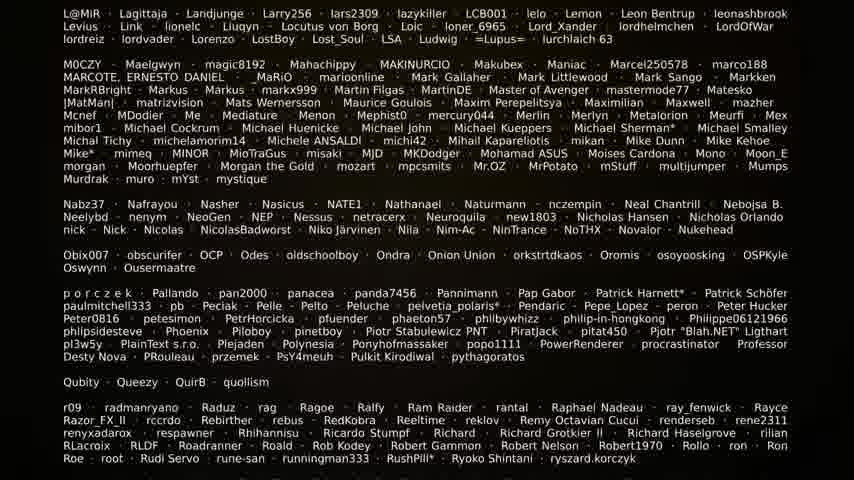 L@MiR · Lagittaja · Landjunge · Larry256 · lars2309 · lazykiller · LCB001 · lelo · Lemon · Leon Bentrup · leonashbrook
Levius · Link · lionelc · Liuqyn · Locutus von Borg · Loic · loner_6965 · Lord_Xander · lordhelmchen · LordOfWar
lordreiz · lordvader · Lorenzo · LostBoy · Lost_Soul · LSA · Ludwig · =Lupus= · lurchlaich 63
M0CZY · Maelgwyn · magic8192 · Mahachippy · MAKINURCIO · Makubex · Maniac · Marcel250578 · marco188
MARCOTE, ERNESTO DANIEL · _MaRiO · marioonline · Mark Gallaher · Mark Littlewood · Mark Sango · Markken
MarkRBright · Markus · Markus · markx999 · Martin Filgas · MartinDE · Master of Avenger · mastermode77 · Matesko
|MatMan| · matrizvision · Mats Wernersson · Maurice Goulois · Maxim Perepelitsya · Maximilian · Maxwell · mazher
Mcnef · MDodier · Me · Mediature · Menon · Mephist0 · mercury044 · Merlin · Merlyn · Metalorion · Meurfi · Mex
mibor1 · Michael Cockrum · Michael Huenicke · Michael John · Michael Kueppers · Michael Sherman* · Michael Smalley
Michal Tichy · michelamorim14 · Michele ANSALDI · michi42 · Mihail Kapareliotis · mikan · Mike Dunn · Mike Kehoe
Mike* · mimeq · MINOR · MioTraGus · misaki · MJD · MKDodger · Mohamad ASUS · Moises Cardona · Mono · Moon_E
morgan · Moorhuepfer · Morgan the Gold · mozart · mpcsmits · Mr.OZ · MrPotato · mStuff · multijumper · Mumps
Murdrak · muro · mYst · mystique
Nabz37 · Nafrayou · Nasher · Nasicus · NATE1 · Nathanael · Naturmann · nczempin · Neal Chantrill · Nebojsa B.
Neelybd · nenym · NeoGen · NEP · Nessus · netracerx · Neuroquila · new1803 · Nicholas Hansen · Nicholas Orlando
nick · Nick · Nicolas · NicolasBadworst · Niko Järvinen · Nila · Nim-Ac · NinTrance · NoTHX · Novalor · Nukehead
Obix007 · obscurifer · OCP · Odes · oldschoolboy · Ondra · Onion Union · orkstrtdkaos · Oromis · osoyoosking · OSPKyle
Oswynn · Ousermaatre
p o r c z e k · Pallando · pan2000 · panacea · panda7456 · Pannimann · Pap Gabor · Patrick Harnett* · Patrick Schöfer
paulmitchell333 · pb · Peciak · Pelle · Pelto · Peluche · pelvetia_polaris* · Pendaric · Pepe_Lopez · peron · Peter Hucker
Peter0816 · petesimon · PetrHorcicka · pfuender · phaeton57 · philbywhizz · philip-in-hongkong · Philippe06121966
philpsidesteve · Phoenix · Piloboy · pinetboy · Piotr Stabulewicz PNT · PiratJack · pitat450 · Pjotr "Blah.NET" Ligthart
pl3w5y · PlainText s.r.o. · Plejaden · Polynesia · Ponyhofmassaker · popo1111 · PowerRenderer · procrastinator · Professor
Desty Nova · PRouleau · przemek · PsY4meuh · Pulkit Kirodiwal · pythagoratos
Qubity · Queezy · QuirB · quollism
r09 · radmanryano · Raduz · rag · Ragoe · Ralfy · Ram Raider · rantal · Raphael Nadeau · ray_fenwick · Rayce
Razor_FX_II · rccrdo · Rebirther · rebus · RedKobra · Reeltime · reklov · Remy Octavian Cucui · renderseb · rene2311
renyxadarox · respawner · Rhihannisu · Ricardo Stumpf · Richard · Richard Grotkier II · Richard Haselgrove · rilian
RLacroix · RLDF · Roadranner · Roald · Rob Kodey · Robert Gammon · Robert Nelson · Robert1970 · Rollo · ron · Ron
Roe · root · Rudi Servo · rune-san · runningman333 · RushPill* · Ryoko Shintani · ryszard.korczyk